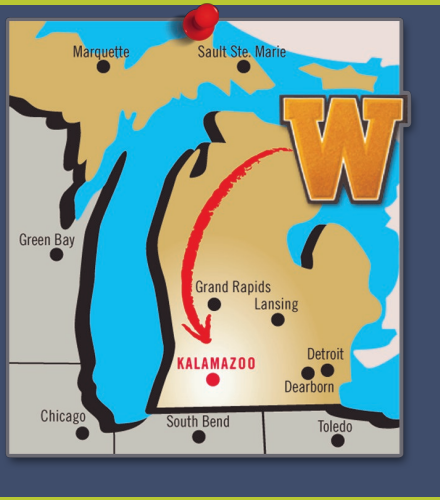 Marquette
Sault Ste. Marie
W
Green Bay
Grand Rapids
Lansing
KALAMAZOO
Detroit
Dearborn
Chicago
South Bend
Toledo